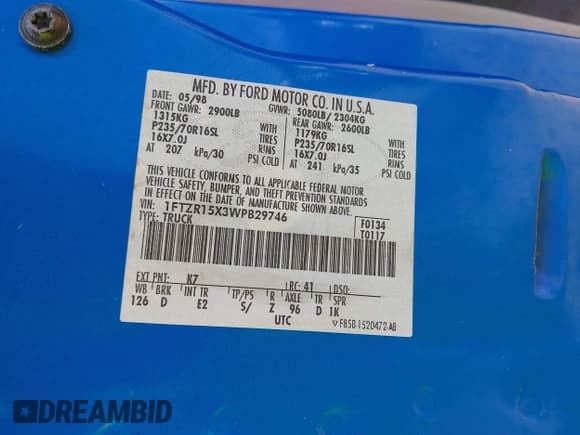 MFD. BY FORD MOTOR CO. IN U.S.A.
DATE: 05/98 GVWR: 5080LB/ 2304KG
FRONT GAWR: 2900LB REAR GAWR: 2600LB
1315KG WITH 1179KG WITH
P235/70R16SL TIRES P235/70R16SL TIRES
16X7.0J RIMS 16X7.0J RIMS
AT 207 kPa/30 PSI COLD AT 241 kPa/35 PSI COLD
THIS VEHICLE CONFORMS TO ALL APPLICABLE FEDERAL MOTOR
VEHICLE SAFETY, BUMPER, AND THEFT PREVENTION STANDARDS
IN EFFECT ON THE DATE OF MANUFACTURE SHOWN ABOVE.
VIN: 1FTZR15X3WPB29746 F0134
TYPE: TRUCK T0117
EXT PNT: K7 RC: 41 DSO:
WB BRK INT TR TP/PS R AXLE TR SPR
126 D E2 S/ Z 96 D 1K
UTC F85B-1520472-AB
DREAMBID